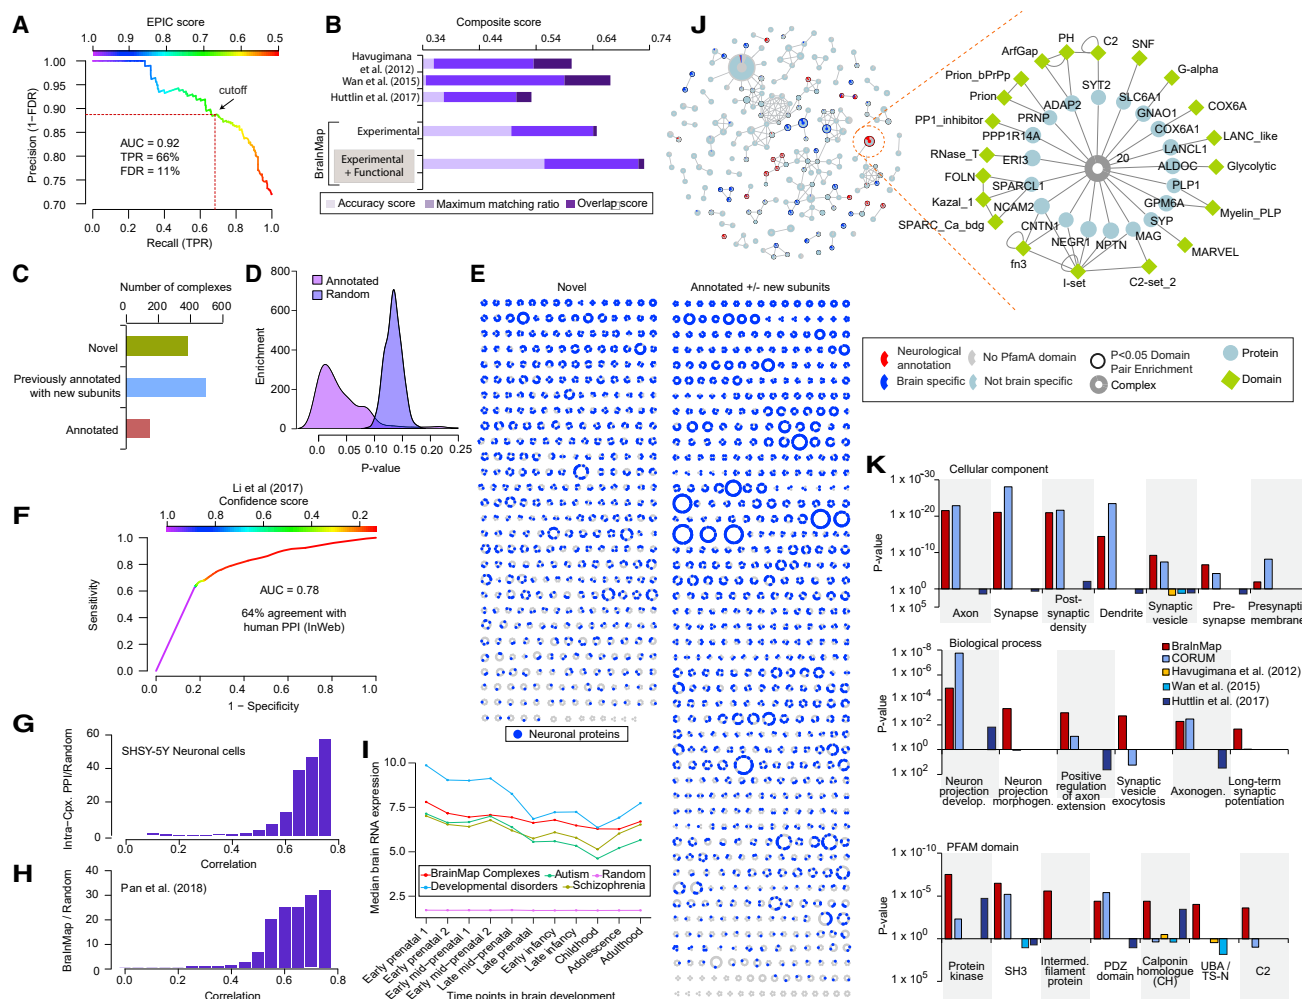 A
EPIC score
1.0 0.9 0.8 0.7 0.6 0.5
1.00
0.95
0.90
0.85
0.80
0.75
0.70
Precision (1−FDR)
cutoff
AUC = 0.92
TPR = 66%
FDR = 11%
0.0 0.2 0.4 0.6 0.8 1.0
Recall (TPR)
B
Composite score
0.34 0.44 0.54 0.64 0.74
Havugimana
et al. (2012)
Wan et al. (2015)
Huttlin et al. (2017)
BrainMap
Experimental
Experimental
+ Functional
Accuracy score
Maximum matching ratio
Overlap score
C
Number of complexes
0 200 400 600
Novel
Previously annotated
with new subunits
Annotated
D
800
600
400
200
0
Enrichment
Annotated
Random
0.0 0.05 0.10 0.15 0.20 0.25
P-value
E
Novel
Annotated +/- new subunits
Neuronal proteins
F
Li et al (2017)
Confidence score
1.0 0.8 0.6 0.4 0.2
1.0
0.8
0.6
0.4
0.2
0.0
Sensitivity
AUC = 0.78
64% agreement with
human PPI (InWeb)
0.0 0.2 0.4 0.6 0.8 1.0
1 − Specificity
G
60
40
20
0
Intra−Cpx. PPI/Random
SHSY-5Y Neuronal cells
0.0 0.2 0.4 0.6 0.8
Correlation
H
40
30
20
10
0
BrainMap / Random
Pan et al. (2018)
0.0 0.2 0.4 0.6 0.8
Correlation
I
10.0
7.5
5.0
2.5
Median brain RNA expression
BrainMap Complexes
Autism
Random
Developmental disorders
Schizophrenia
Early prenatal 1
Early prenatal 2
Early mid−prenatal 1
Early mid−prenatal 2
Late mid−prenatal
Late prenatal
Early infancy
Late infancy
Childhood
Adolescence
Adulthood
Time points in brain development
J
PH
C2
SNF
ArfGap
G-alpha
Prion_bPrPp
SYT2
SLC6A1
Prion
ADAP2
GNAO1
COX6A
PRNP
PP1_inhibitor
COX6A1
PPP1R14A
LANC_like
LANCL1
RNase_T
ERI3
20
ALDOC
Glycolytic
FOLN
SPARCL1
PLP1
Kazal_1
NCAM2
GPM6A
Myelin_PLP
SPARC_Ca_bdg
CNTN1
SYP
NEGR1
NPTN
MAG
MARVEL
fn3
I-set
C2-set_2
Neurological
annotation
Brain specific
No PfamA domain
Not brain specific
P<0.05 Domain
Pair Enrichment
Complex
Protein
Domain
K
Cellular component
1 x 10-30
1 x 10-20
1 x 10-10
1 x 100
1 x 105
P-value
Axon
Synapse
Post-
synaptic
density
Dendrite
Synaptic
vesicle
Pre-
synapse
Presynaptic
membrane
Biological process
1 x 10-8
1 x 10-6
1 x 10-4
1 x 10-2
1 x 100
1 x 102
P-value
BraInMap
CORUM
Havugimana et al. (2012)
Wan et al. (2015)
Huttlin et al. (2017)
Neuron
projection
develop.
Neuron
projection
morphogen.
Positive
regulation
of axon
extension
Synaptic
vesicle
exocytosis
Axonogen.
Long-term
synaptic
potentiation
PFAM domain
1 x 10-10
1 x 10-5
1 x 100
1 x 105
P-value
Protein
kinase
SH3
Intermed.
filament
protein
PDZ
domain
Calponin
homologue
(CH)
UBA /
TS-N
C2